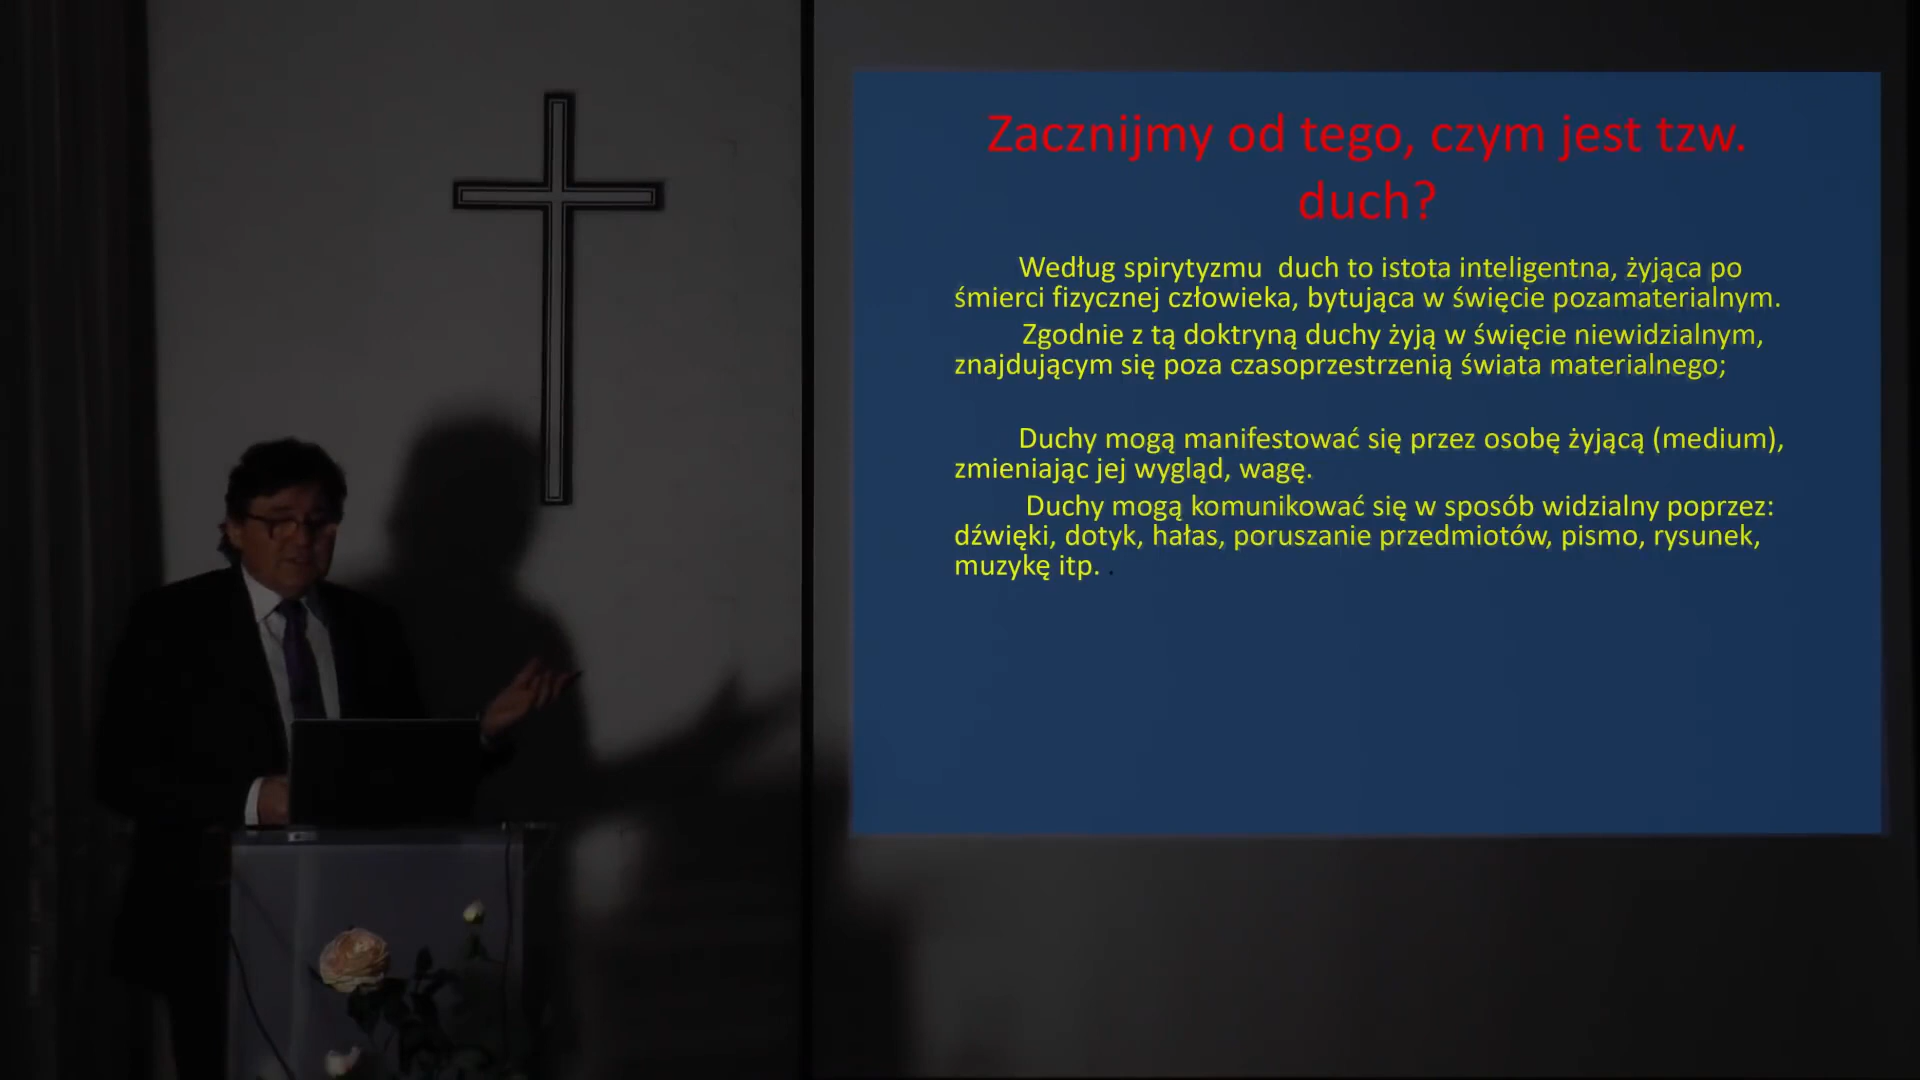 Zacznijmy od tego, czym jest tzw.
duch?
Według spirytyzmu duch to istota inteligentna, żyjąca po
śmierci fizycznej człowieka, bytująca w święcie pozamaterialnym.
Zgodnie z tą doktryną duchy żyją w święcie niewidzialnym,
znajdującym się poza czasoprzestrzenią świata materialnego;
Duchy mogą manifestować się przez osobę żyjącą (medium),
zmieniając jej wygląd, wagę.
Duchy mogą komunikować się w sposób widzialny poprzez:
dźwięki, dotyk, hałas, poruszanie przedmiotów, pismo, rysunek,
muzykę itp. .